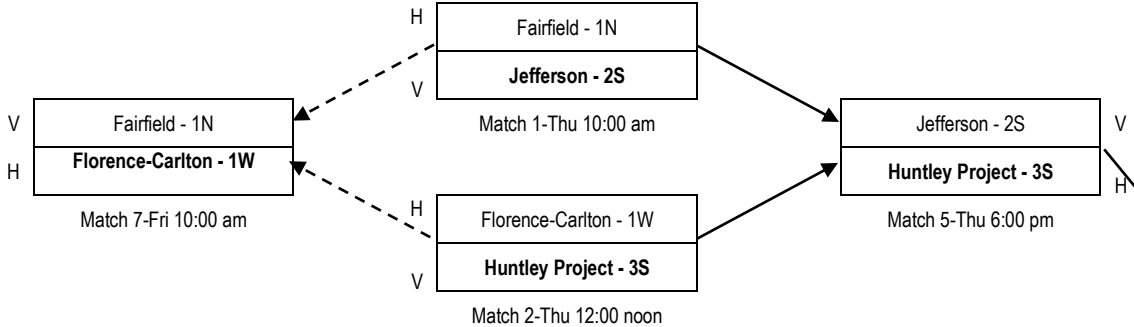 H
Fairfield - 1N
Jefferson - 2S
V
Match 1-Thu 10:00 am
V
Fairfield - 1N
Florence-Carlton - 1W
H
Match 7-Fri 10:00 am
Jefferson - 2S
V
Huntley Project - 3S
H
Match 5-Thu 6:00 pm
H
Florence-Carlton - 1W
Huntley Project - 3S
V
Match 2-Thu 12:00 noon